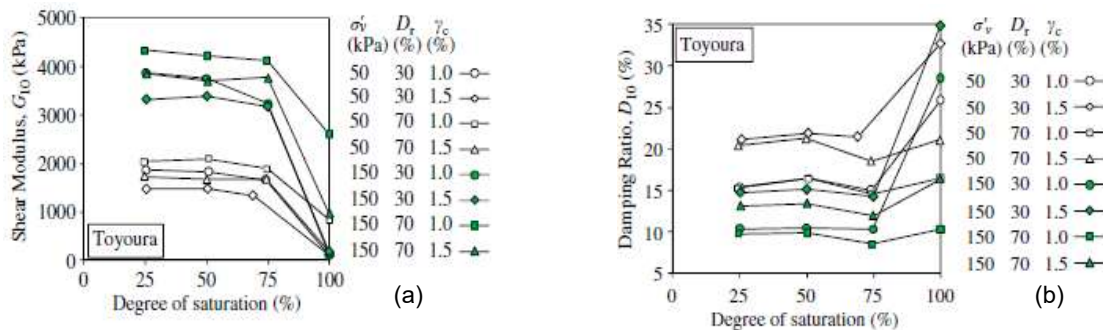 5000
4000
3000
2000
1000
0
Shear Modulus, G10 (kPa)
Toyoura
0 25 50 75 100
Degree of saturation (%)
(a)
σ′v Dr γc
(kPa) (%) (%)
50 30 1.0
50 30 1.5
50 70 1.0
50 70 1.5
150 30 1.0
150 30 1.5
150 70 1.0
150 70 1.5
35
30
25
20
15
10
5
Damping Ratio, D10 (%)
Toyoura
0 25 50 75 100
Degree of saturation (%)
(b)
σ′v Dr γc
(kPa) (%) (%)
50 30 1.0
50 30 1.5
50 70 1.0
50 70 1.5
150 30 1.0
150 30 1.5
150 70 1.0
150 70 1.5